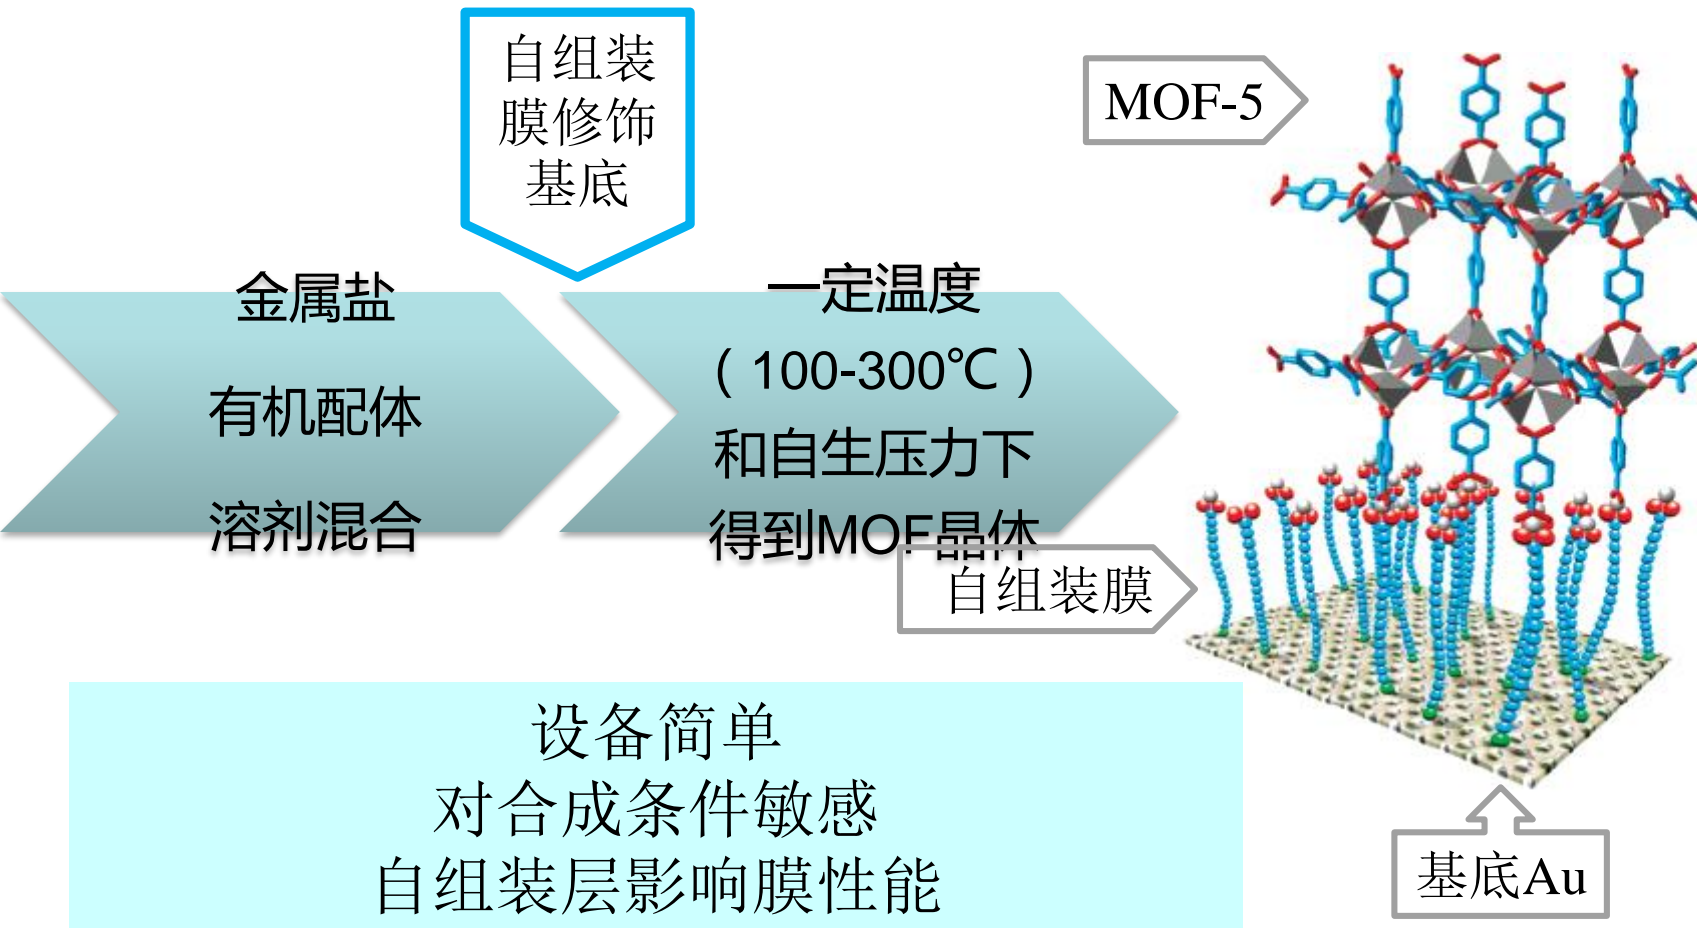 自组装
膜修饰
基底
MOF-5
金属盐
有机配体
溶剂混合
一定温度
（100-300℃）
和自生压力下
得到MOF晶体
自组装膜
设备简单
对合成条件敏感
自组装层影响膜性能
基底Au